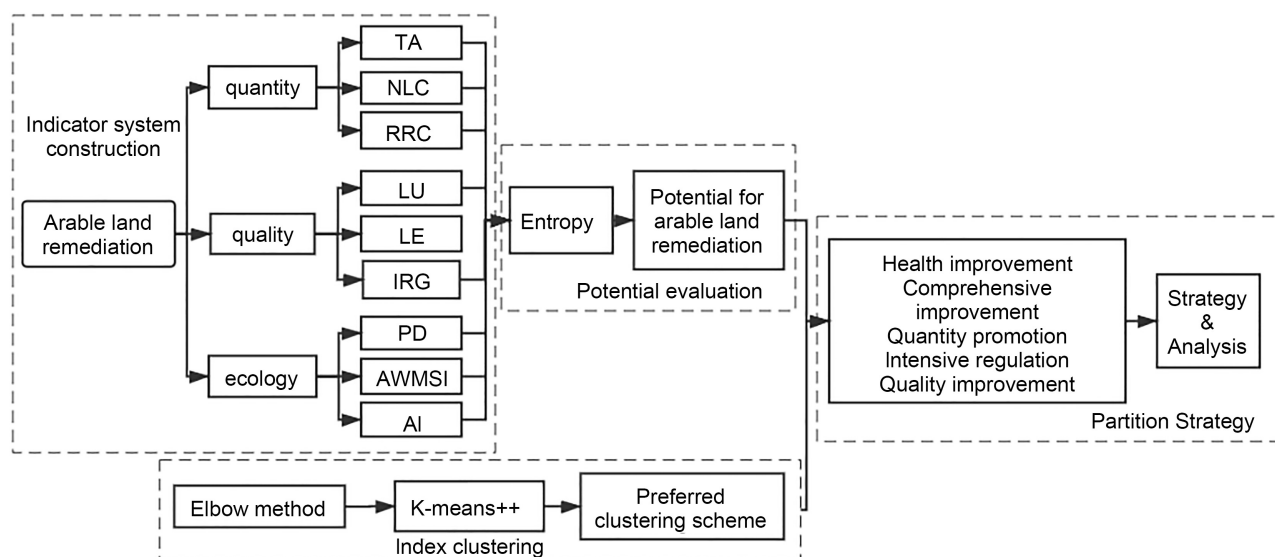 Indicator system
construction
Arable land
remediation
quantity
quality
ecology
TA
NLC
RRC
LU
LE
IRG
PD
AWMSI
AI
Entropy
Potential for
arable land
remediation
Potential evaluation
Elbow method
K-means++
Preferred
clustering scheme
Index clustering
Health improvement
Comprehensive
improvement
Quantity promotion
Intensive regulation
Quality improvement
Strategy
&
Analysis
Partition Strategy